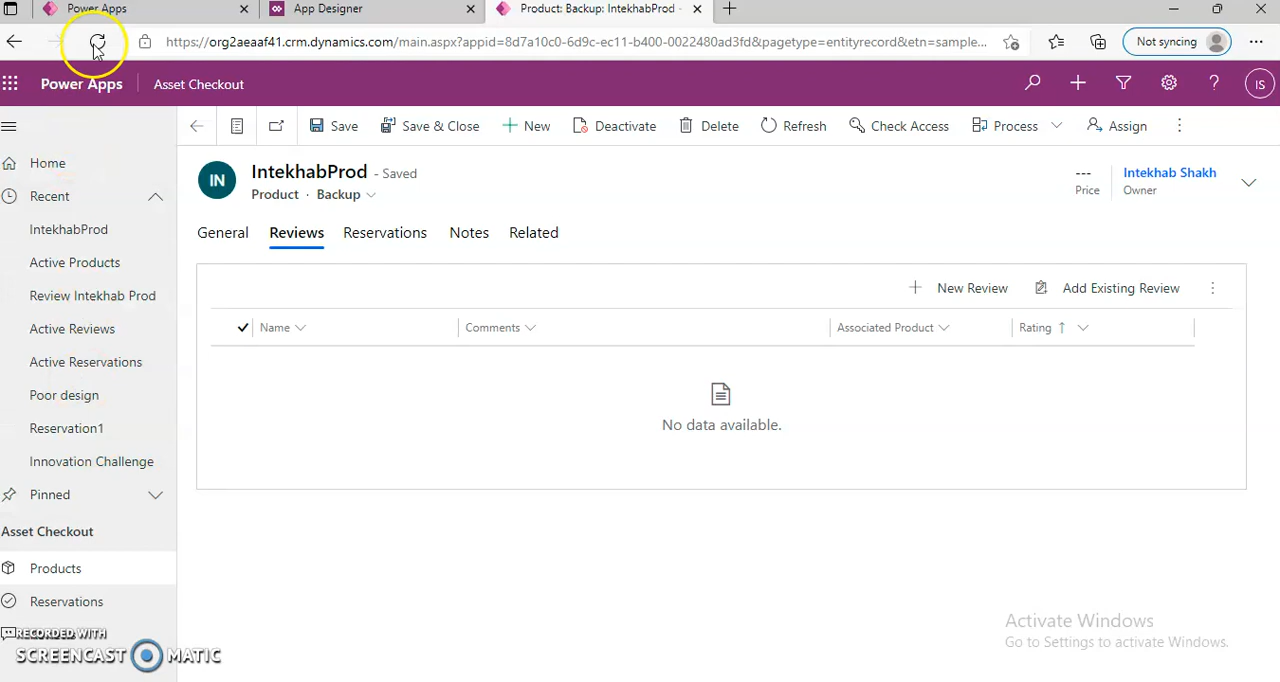 Power Apps
App Designer
Product: Backup: IntekhabProd -
https://org2aeaaf41.crm.dynamics.com/main.aspx?appid=8d7a10c0-6d9c-ec11-b400-0022480ad3fd&pagetype=entityrecord&etn=sample...
Not syncing
Power Apps
Asset Checkout
IS
Save
Save & Close
New
Deactivate
Delete
Refresh
Check Access
Process
Assign
Home
Recent
IntekhabProd
Active Products
Review Intekhab Prod
Active Reviews
Active Reservations
Poor design
Reservation1
Innovation Challenge
Pinned
Asset Checkout
Products
Reservations
IN
IntekhabProd - Saved
Product · Backup
---
Price
Intekhab Shakh
Owner
General
Reviews
Reservations
Notes
Related
New Review
Add Existing Review
Name
Comments
Associated Product
Rating ↑
No data available.
Activate Windows
Go to Settings to activate Windows.
RECORDED WITH
SCREENCAST MATIC